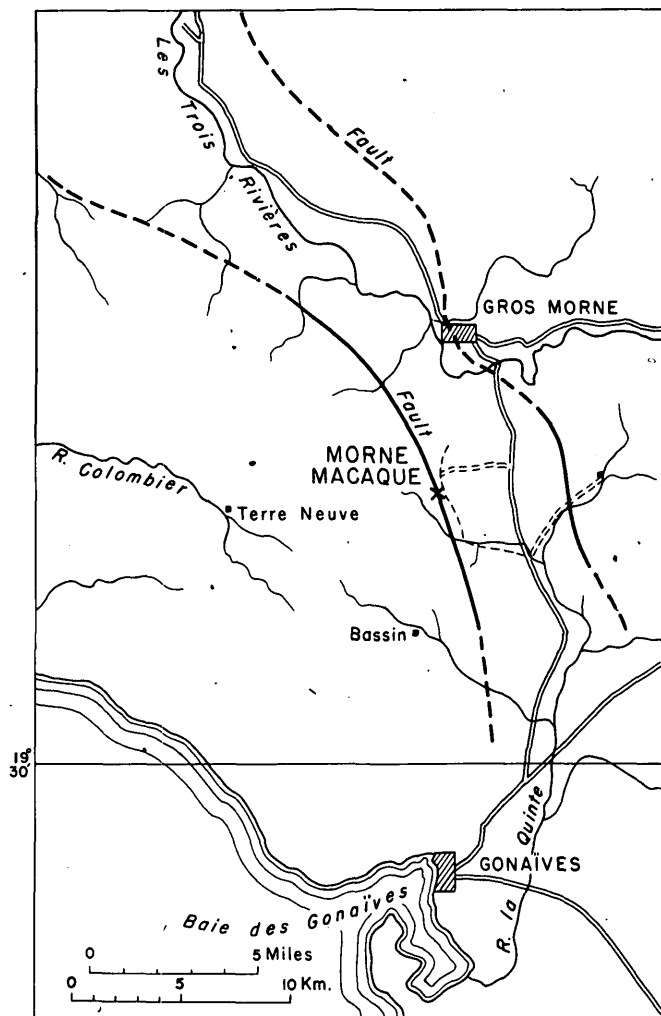 Les
Trois
Rivières
Fault
GROS MORNE
Fault
MORNE
MACAQUE
R. Colombier
Terre Neuve
Bassin
19°
30'
R. la Quinte
GONAÏVES
Baie des Gonaïves
0 5 Miles
0 5 10 Km.